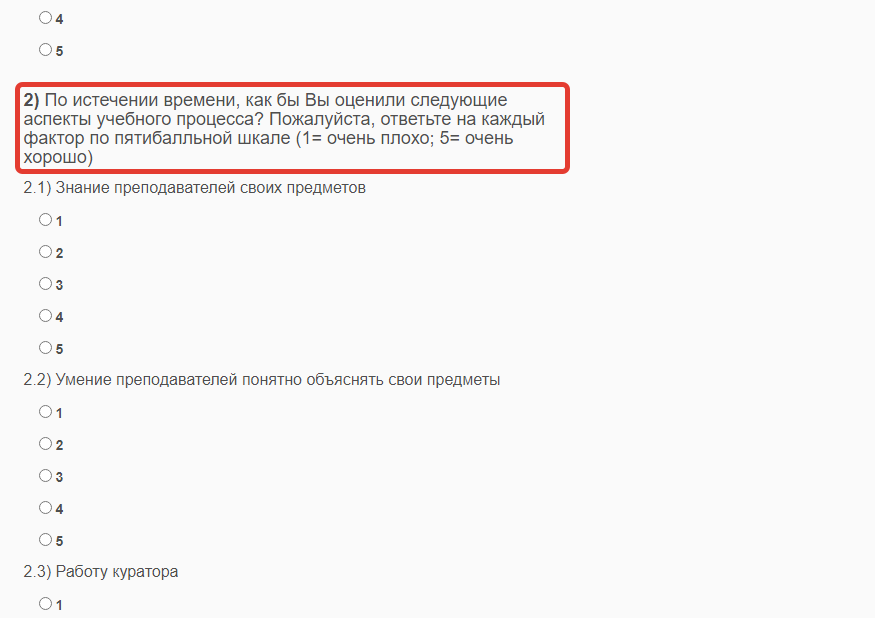 4
5
2) По истечении времени, как бы Вы оценили следующие
аспекты учебного процесса? Пожалуйста, ответьте на каждый
фактор по пятибалльной шкале (1= очень плохо; 5= очень
хорошо)
2.1) Знание преподавателей своих предметов
1
2
3
4
5
2.2) Умение преподавателей понятно объяснять свои предметы
1
2
3
4
5
2.3) Работу куратора
1